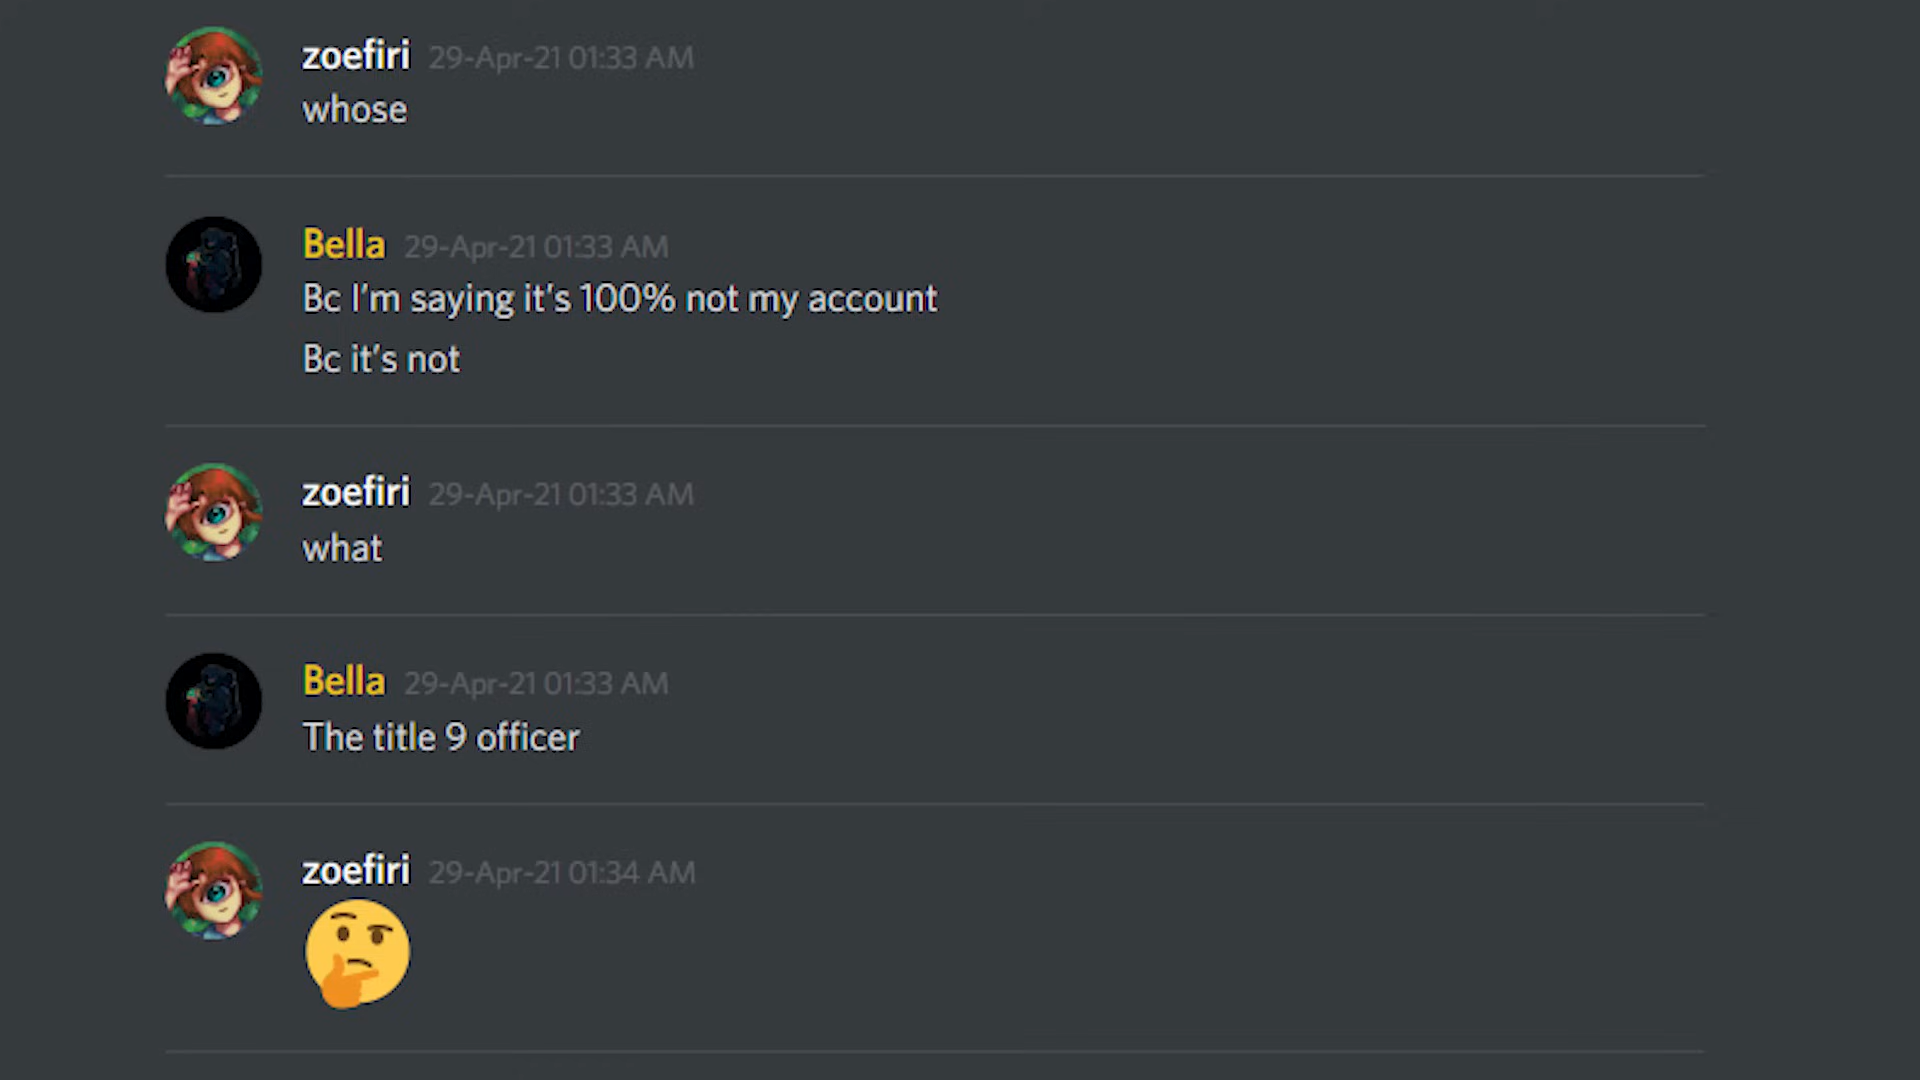 zoefiri 29-Apr-21 01:33 AM
whose
Bella 29-Apr-21 01:33 AM
Bc I'm saying it's 100% not my account
Bc it's not
zoefiri 29-Apr-21 01:33 AM
what
Bella 29-Apr-21 01:33 AM
The title 9 officer
zoefiri 29-Apr-21 01:34 AM